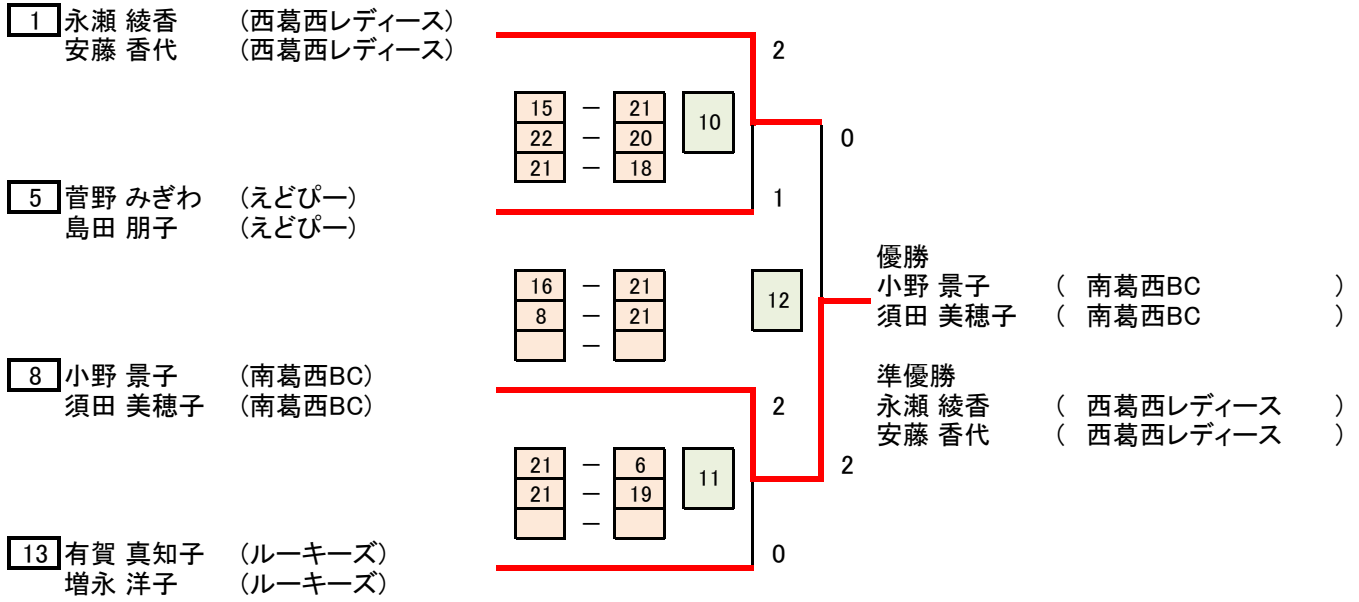 1 永瀬 綾香 (西葛西レディース)
安藤 香代 (西葛西レディース)
2
15 － 21
22 － 20
21 － 18
10
0
5 菅野 みぎわ (えどぴー)
島田 朋子 (えどぴー)
1
16 － 21
8 － 21
－
12
優勝
小野 景子 ( 南葛西BC )
須田 美穂子 ( 南葛西BC )
8 小野 景子 (南葛西BC)
須田 美穂子 (南葛西BC)
2
準優勝
永瀬 綾香 ( 西葛西レディース )
安藤 香代 ( 西葛西レディース )
21 － 6
21 － 19
－
11
2
13 有賀 真知子 (ルーキーズ)
増永 洋子 (ルーキーズ)
0